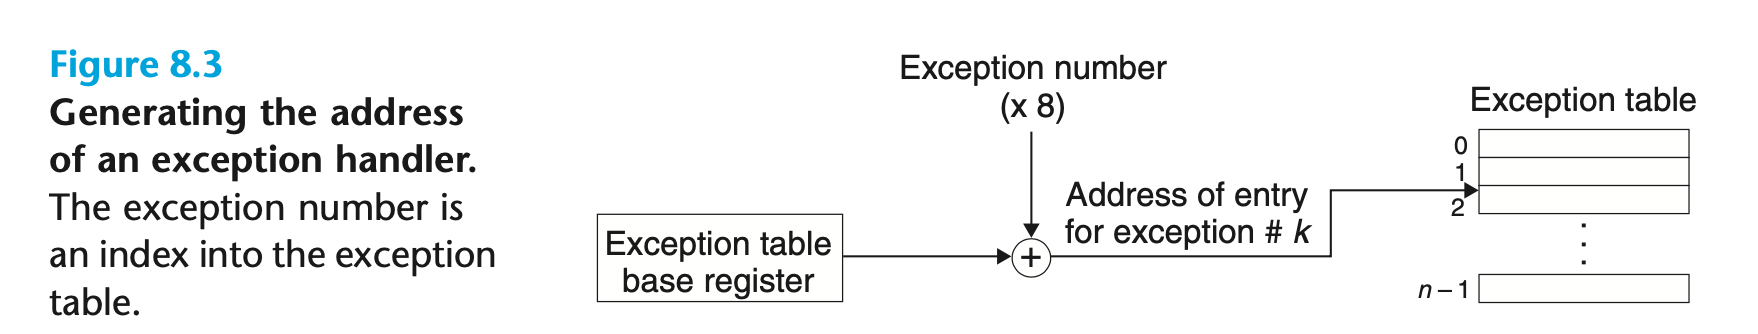 Figure 8.3
Generating the address
of an exception handler.
The exception number is
an index into the exception
table.
Exception number
(x 8)
Exception table
base register
+
Address of entry
for exception # k
Exception table
0
1
2
n – 1